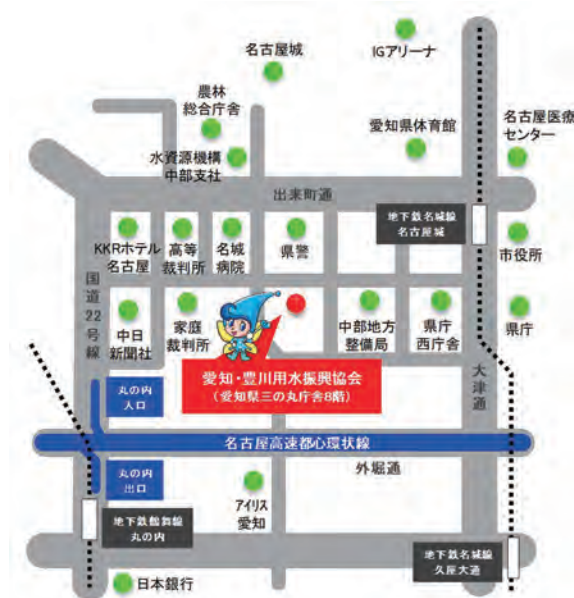 名古屋城
IGアリーナ
農林
総合庁舎
水資源機構
中部支社
愛知県体育館
名古屋医療
センター
出来町通
地下鉄名城線
名古屋城
KKRホテル
名古屋
高等
裁判所
名城
病院
県警
市役所
国道22号線
中日
新聞社
家庭
裁判所
中部地方
整備局
県庁
西庁舎
県庁
大津通
愛知・豊川用水振興協会
(愛知県三の丸庁舎8階)
丸の内
入口
名古屋高速都心環状線
外堀通
丸の内
出口
アイリス
愛知
地下鉄鶴舞線
丸の内
地下鉄名城線
久屋大通
日本銀行